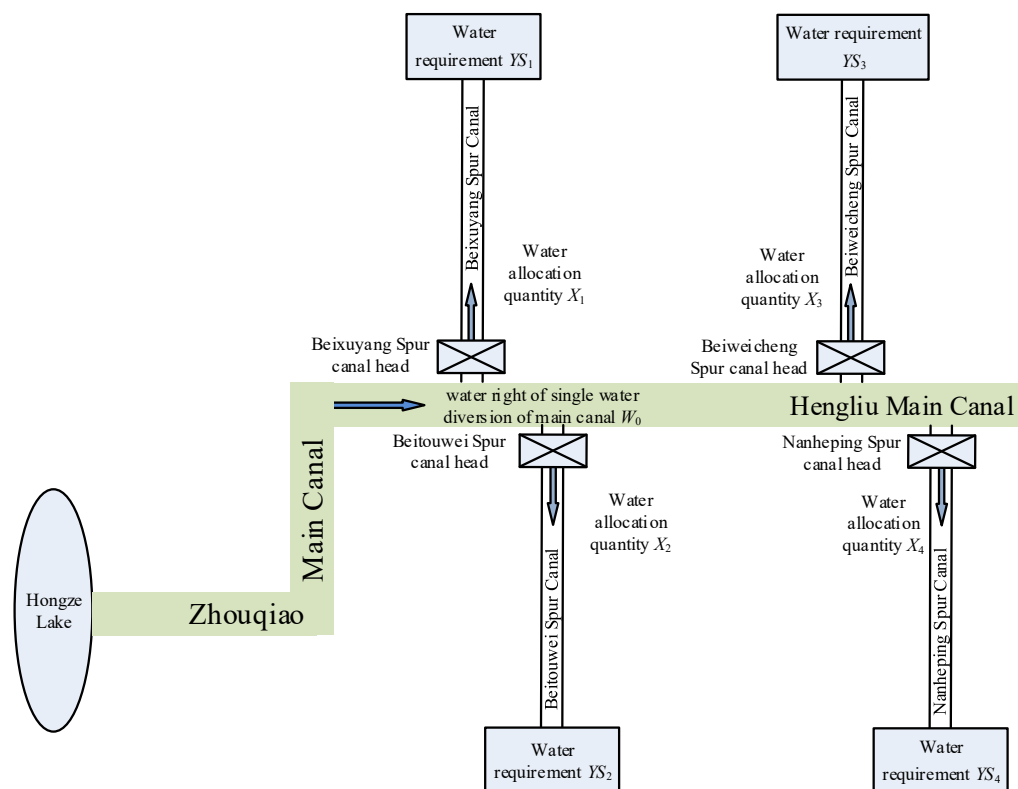 Water
requirement YS1
Water requirement
YS3
Beixuyang Spur Canal
Beiweicheng Spur Canal
Water
allocation
quantity X1
Water
allocation
quantity X3
Beixuyang Spur
canal head
Beiweicheng
Spur canal head
water right of single water
diversion of main canal W0
Hengliu Main Canal
Beitouwei Spur
canal head
Nanheping Spur
canal head
Water
allocation
quantity X2
Water
allocation
quantity X4
Main Canal
Zhouqiao
Hongze
Lake
Beitouwei Spur Canal
Nanheping Spur Canal
Water
requirement YS2
Water
requirement YS4